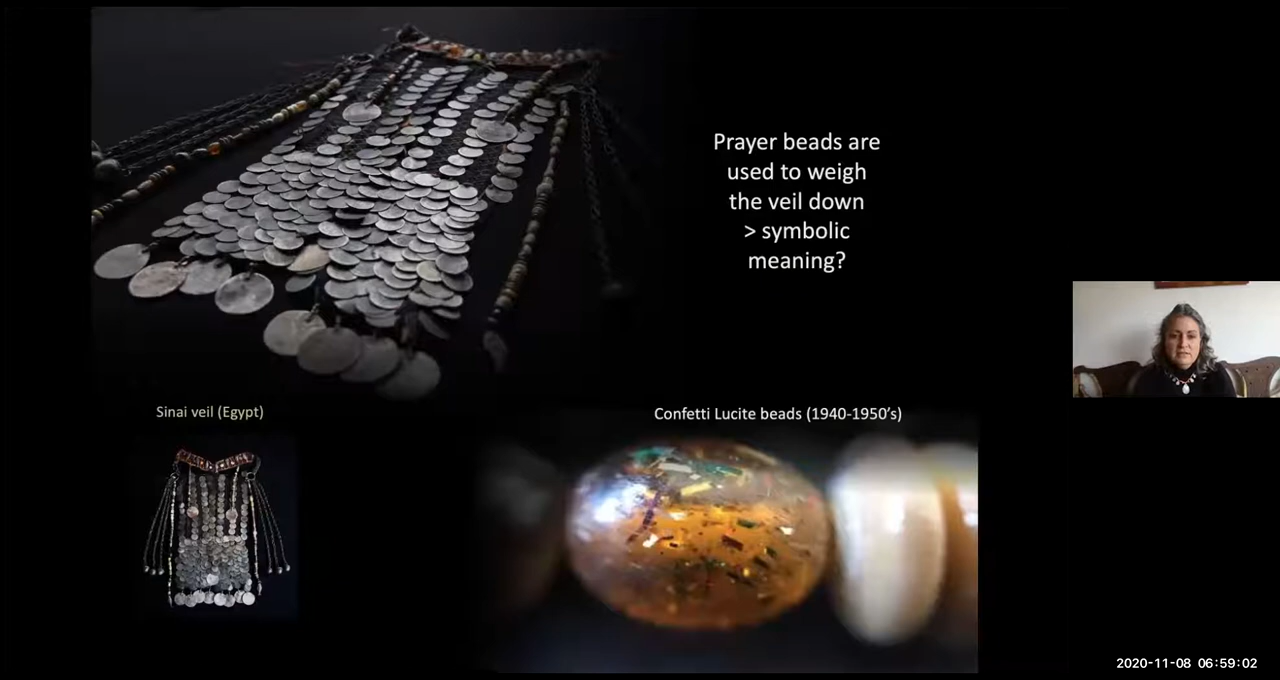 Prayer beads are
used to weigh
the veil down
> symbolic
meaning?
Sinai veil (Egypt)
Confetti Lucite beads (1940-1950’s)
2020-11-08 06:59:02